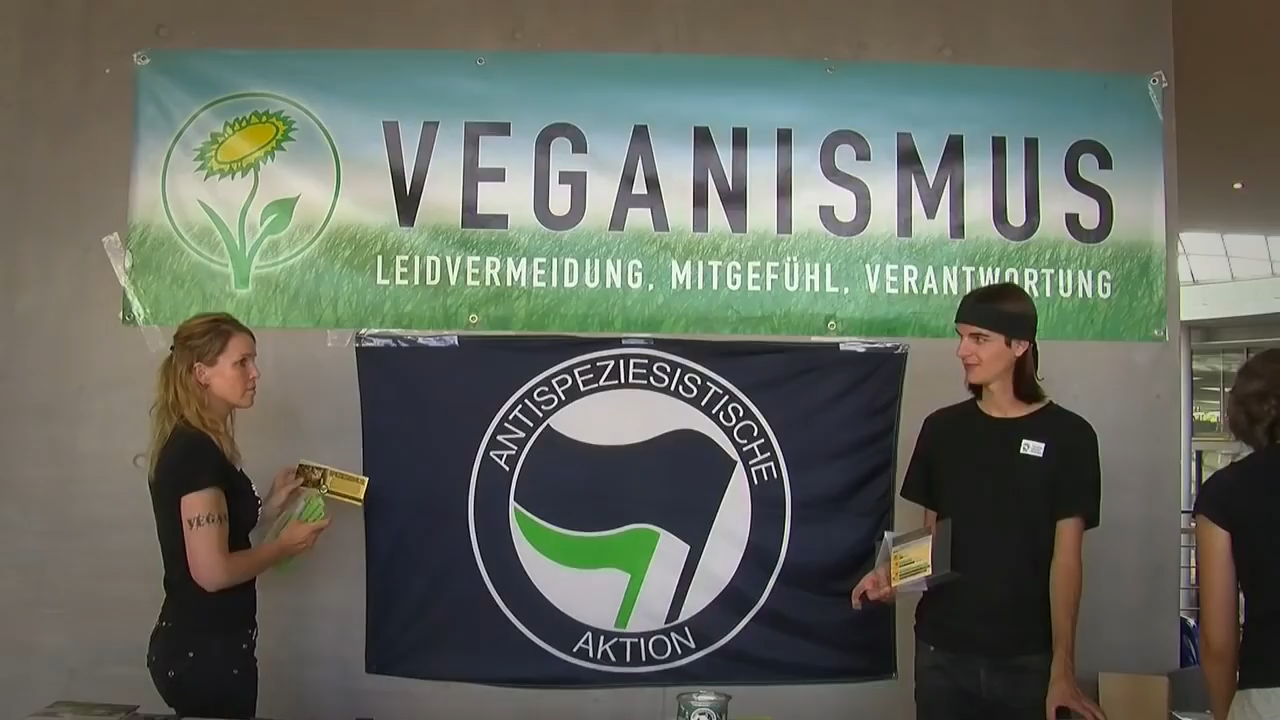 VEGANISMUS
LEIDVERMEIDUNG, MITGEFÜHL, VERANTWORTUNG
ANTISPEZIESISTISCHE
AKTION
VEGAN